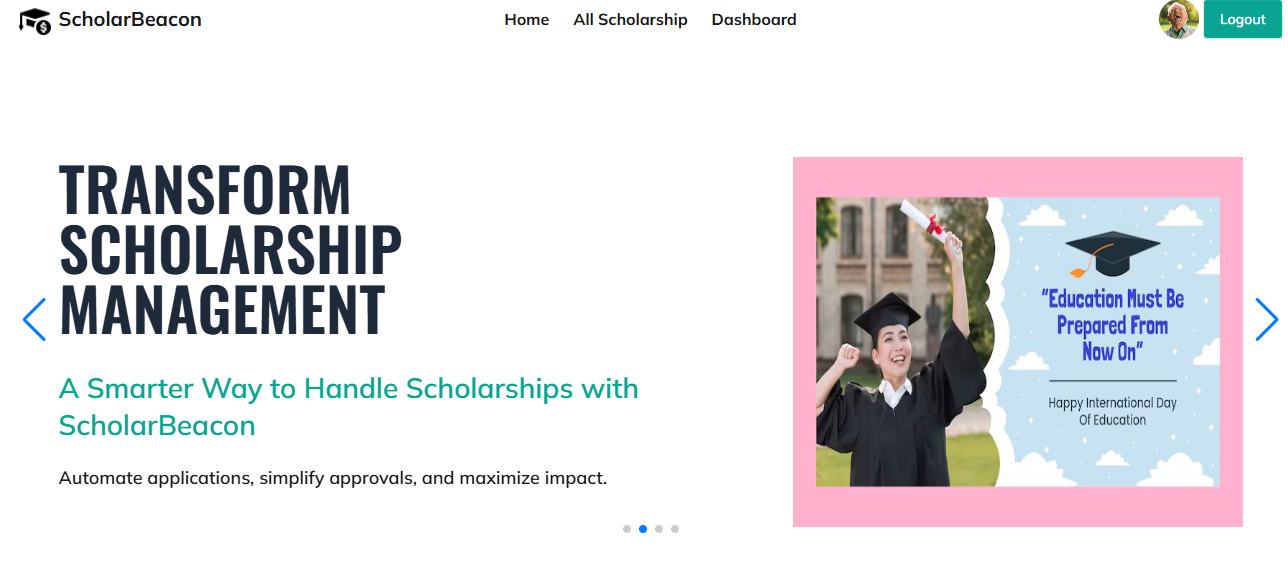 ScholarBeacon
Home
All Scholarship
Dashboard
Logout
TRANSFORM
SCHOLARSHIP
MANAGEMENT
A Smarter Way to Handle Scholarships with
ScholarBeacon
Automate applications, simplify approvals, and maximize impact.
"Education Must Be
Prepared From
Now On"
Happy International Day
Of Education